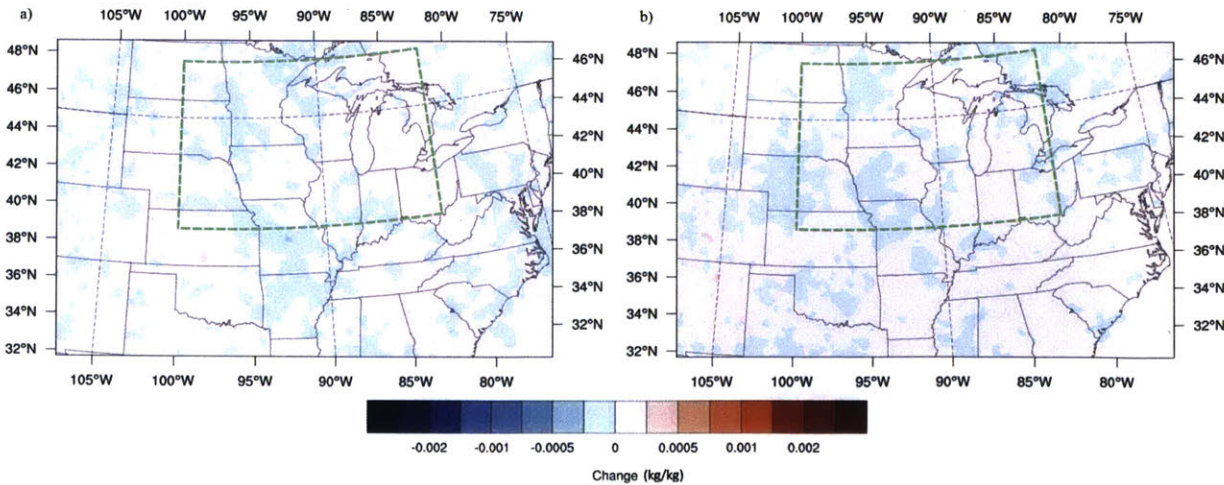 a)
105°W 100°W 95°W 90°W 85°W 80°W 75°W
48°N
46°N
44°N
42°N
40°N
38°N
36°N
34°N
32°N
46°N
44°N
42°N
40°N
38°N
36°N
34°N
32°N
105°W 100°W 95°W 90°W 85°W 80°W
b)
105°W 100°W 95°W 90°W 85°W 80°W 75°W
48°N
46°N
44°N
42°N
40°N
38°N
36°N
34°N
32°N
46°N
44°N
42°N
40°N
38°N
36°N
34°N
32°N
105°W 100°W 95°W 90°W 85°W 80°W
-0.002 -0.001 -0.0005 0 0.0005 0.001 0.002
Change (kg/kg)